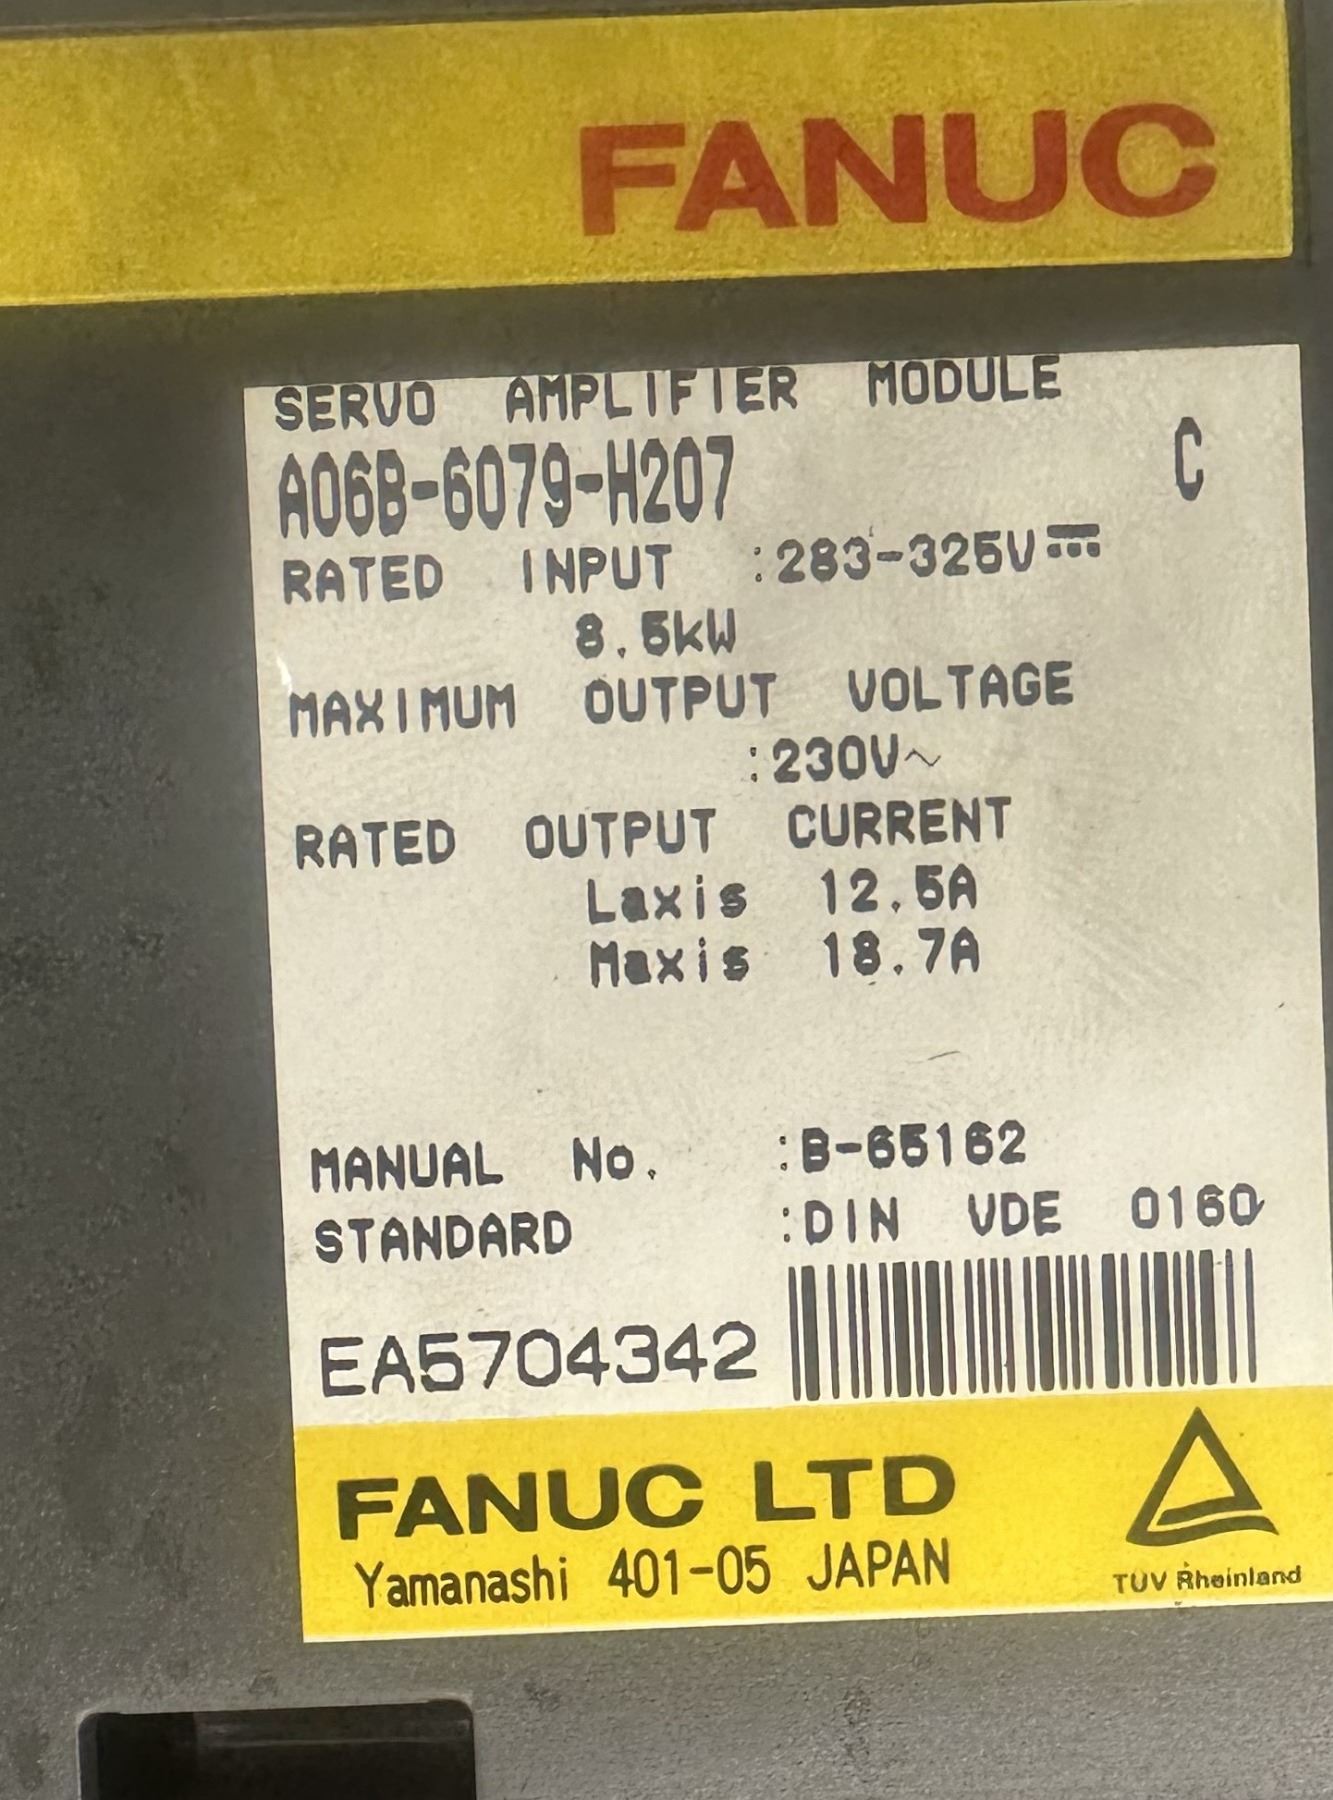 FANUC
SERVO AMPLIFIER MODULE
A06B-6079-H207 C
RATED INPUT :283-325V⎓
8.5kW
MAXIMUM OUTPUT VOLTAGE
:230V~
RATED OUTPUT CURRENT
Laxis 12.5A
Maxis 18.7A
MANUAL No. :B-65162
STANDARD :DIN VDE 0160
EA5704342
FANUC LTD
Yamanashi 401-05 JAPAN
TUV Rheinland